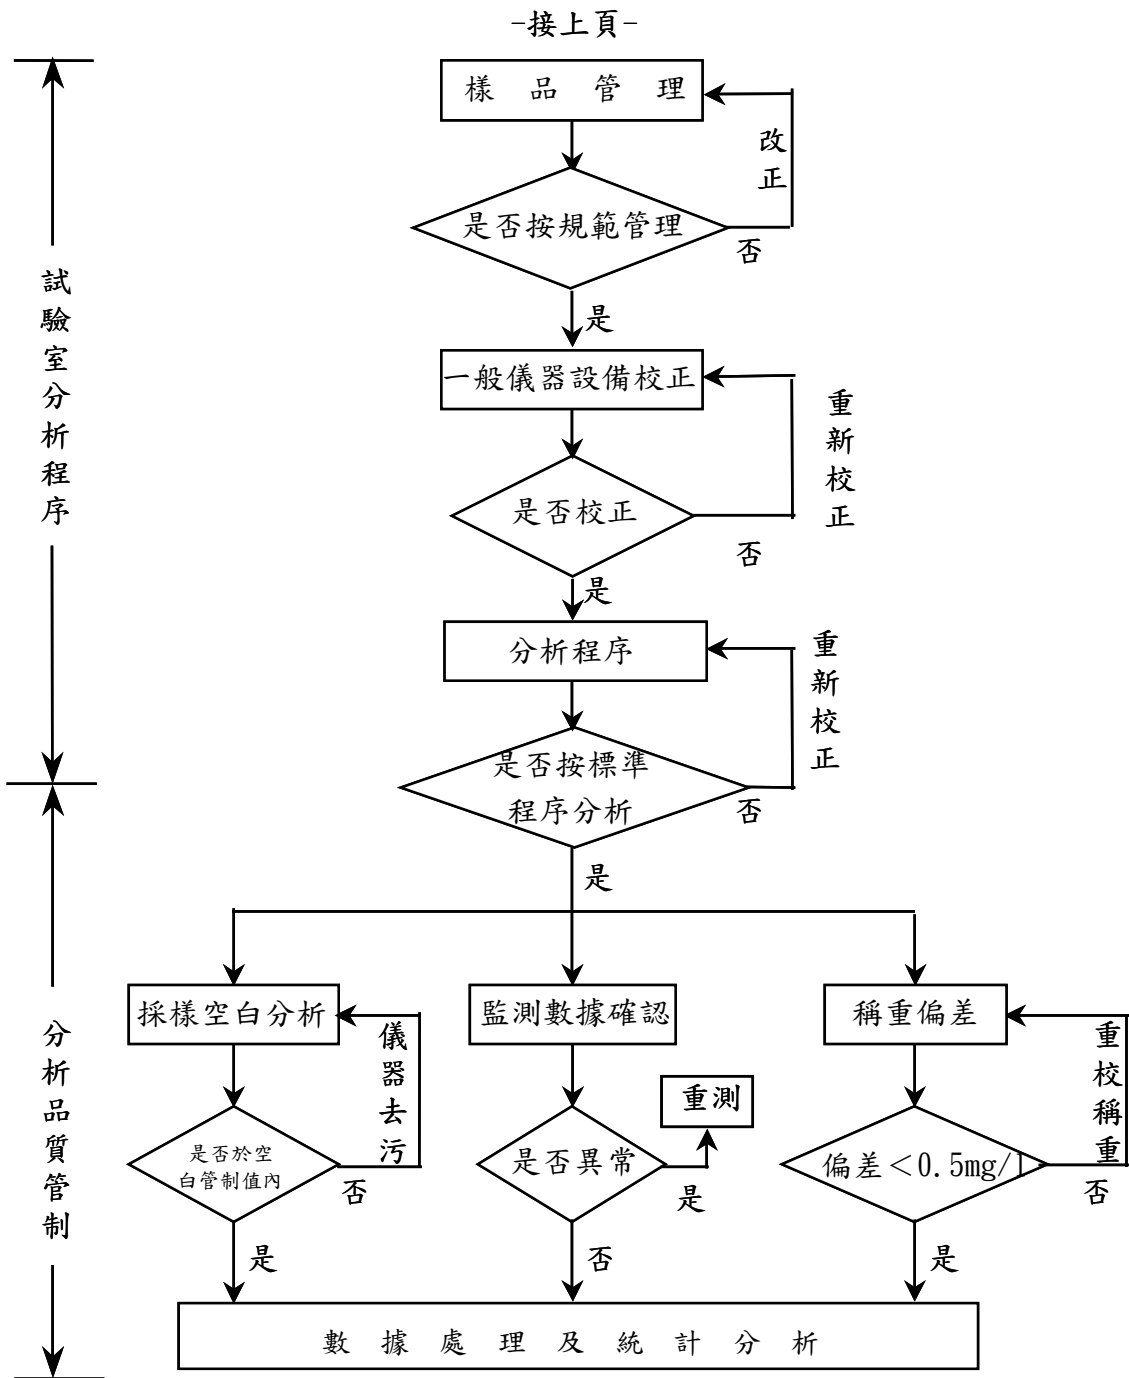 -接上頁-
樣品管理
改正
是否按規範管理
否
是
試驗室分析程序
一般儀器設備校正
重新校正
是否校正
否
是
分析程序
重新校正
是否按標準
程序分析
否
是
分析品質管制
採樣空白分析
儀器去污
監測數據確認
稱重偏差
重校稱重
重測
是否於空
白管制值內
否
是否異常
是
偏差<0.5mg/l
否
是
否
是
數據處理及統計分析